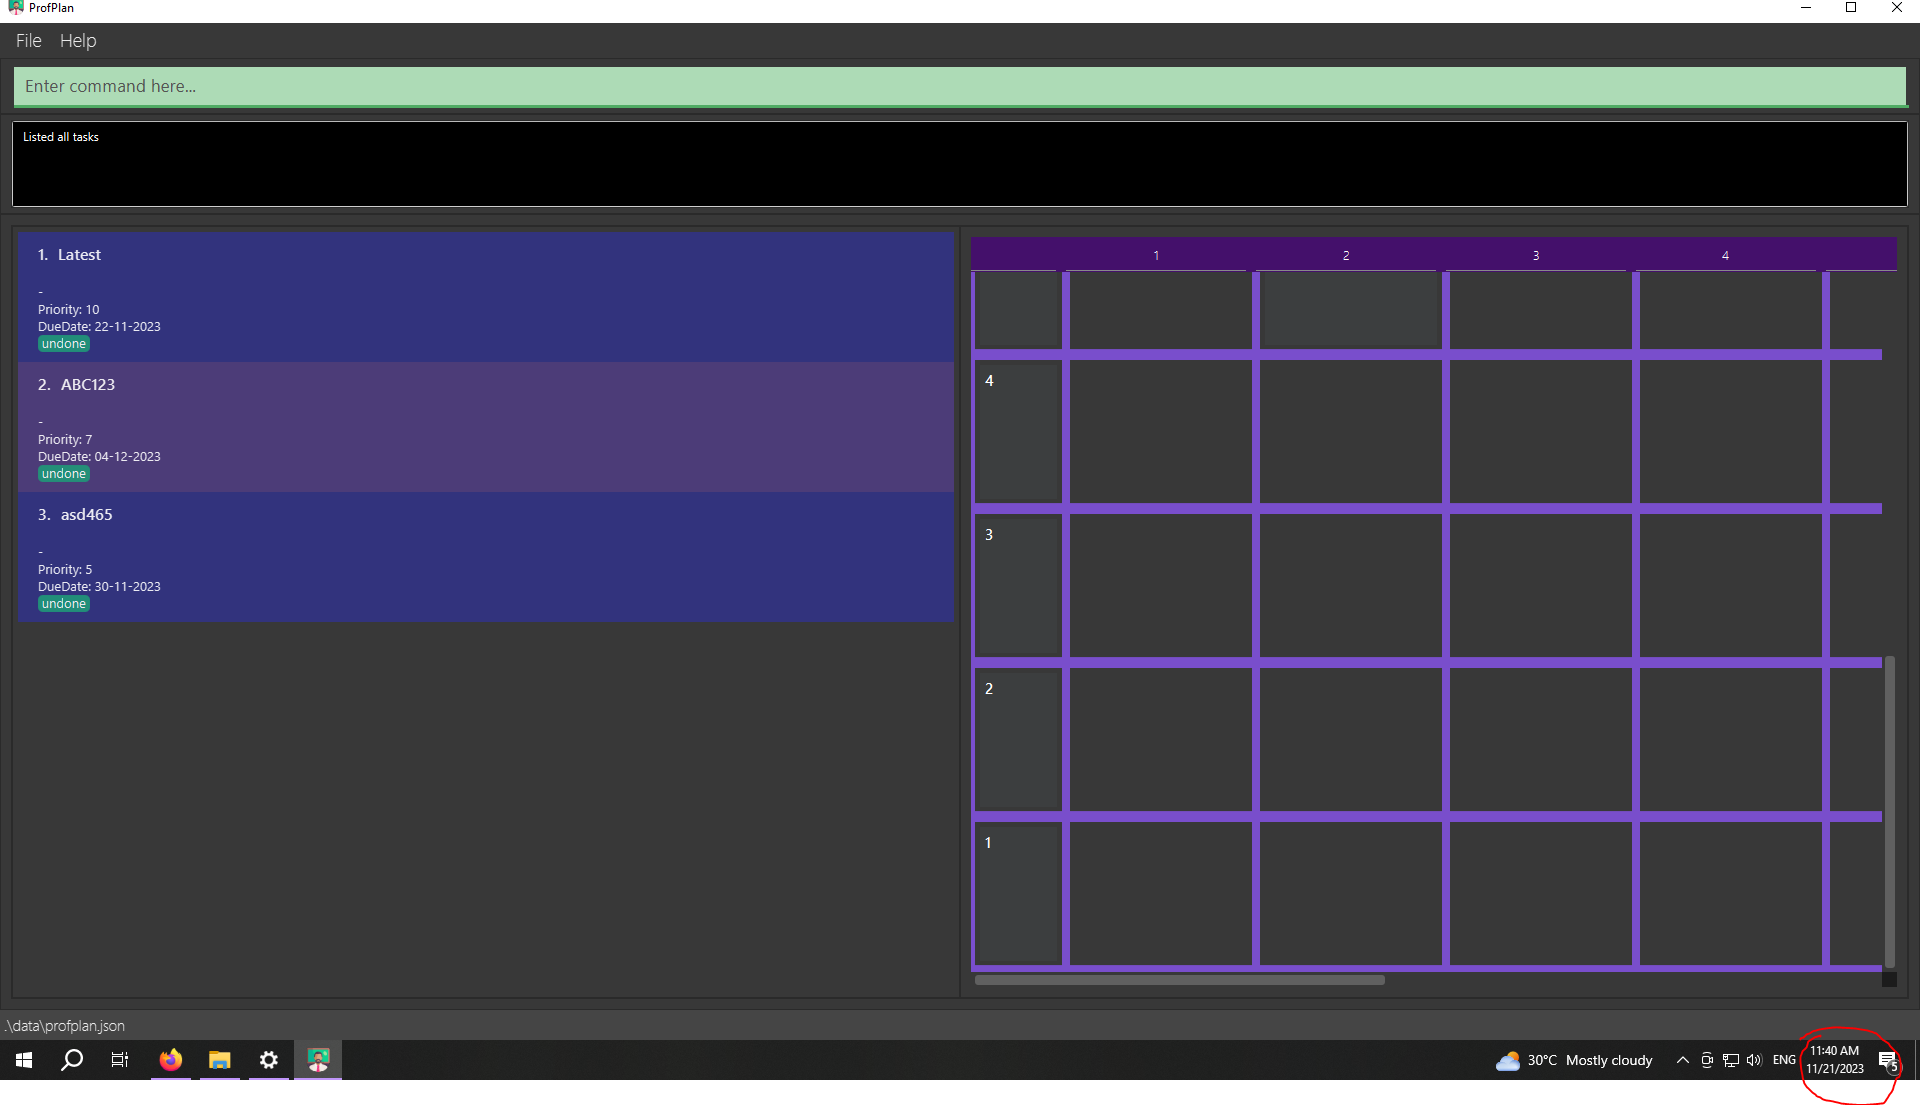 ProfPlan
File Help
Enter command here...
Listed all tasks
1. Latest
-
Priority: 10
DueDate: 22-11-2023
undone
2. ABC123
-
Priority: 7
DueDate: 04-12-2023
undone
3. asd465
-
Priority: 5
DueDate: 30-11-2023
undone
1 2 3 4
4
3
2
1
.\data\profplan.json
30°C Mostly cloudy ENG
11:40 AM
11/21/2023
5